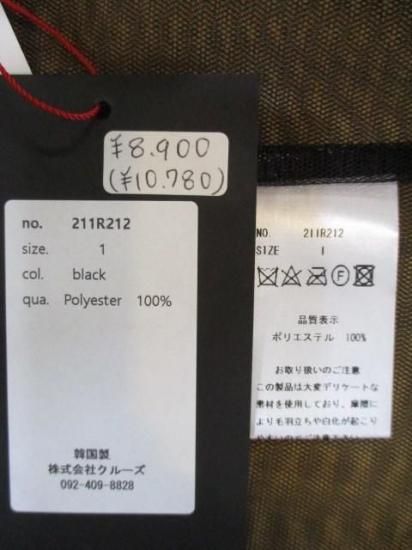 ¥8.900
(¥10.780)
no. 211R212
size. 1
col. black
qua. Polyester 100%
韓国製
株式会社クルーズ
092-409-8828
NO. 211R212
SIZE 1
F
品質表示
ポリエステル 100%
お取り扱いのご注意
この製品は大変デリケートな
素材を使用しており、摩擦に
より毛羽立ちや白化が起こり